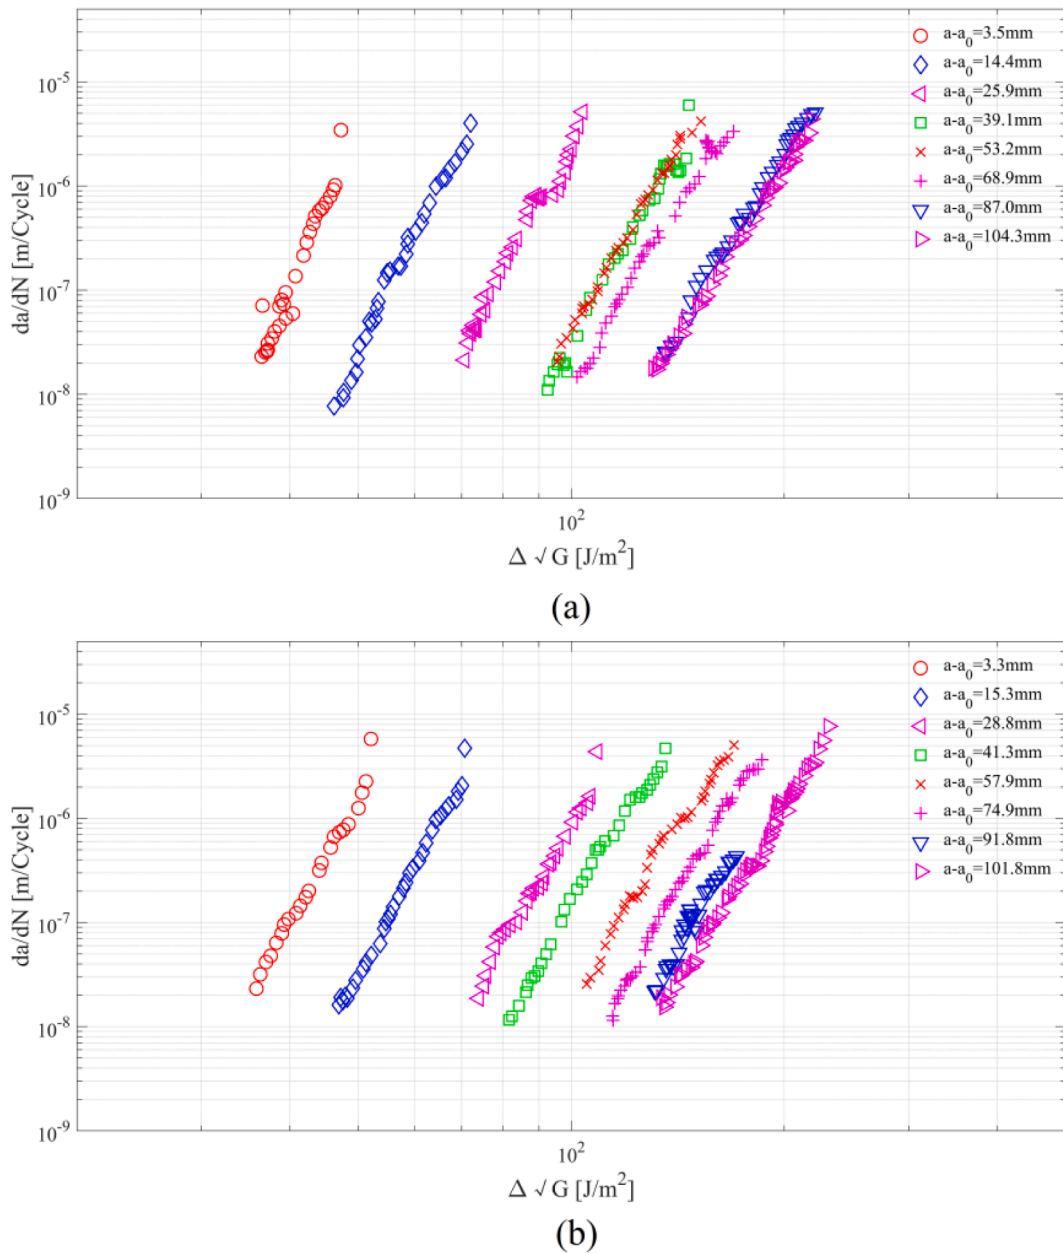 a-a0=3.5mm
a-a0=14.4mm
a-a0=25.9mm
a-a0=39.1mm
a-a0=53.2mm
a-a0=68.9mm
a-a0=87.0mm
a-a0=104.3mm
10^-5
10^-6
10^-7
10^-8
10^-9
da/dN [m/Cycle]
10^2
Δ √ G [J/m^2]
(a)
a-a0=3.3mm
a-a0=15.3mm
a-a0=28.8mm
a-a0=41.3mm
a-a0=57.9mm
a-a0=74.9mm
a-a0=91.8mm
a-a0=101.8mm
10^-5
10^-6
10^-7
10^-8
10^-9
da/dN [m/Cycle]
10^2
Δ √ G [J/m^2]
(b)